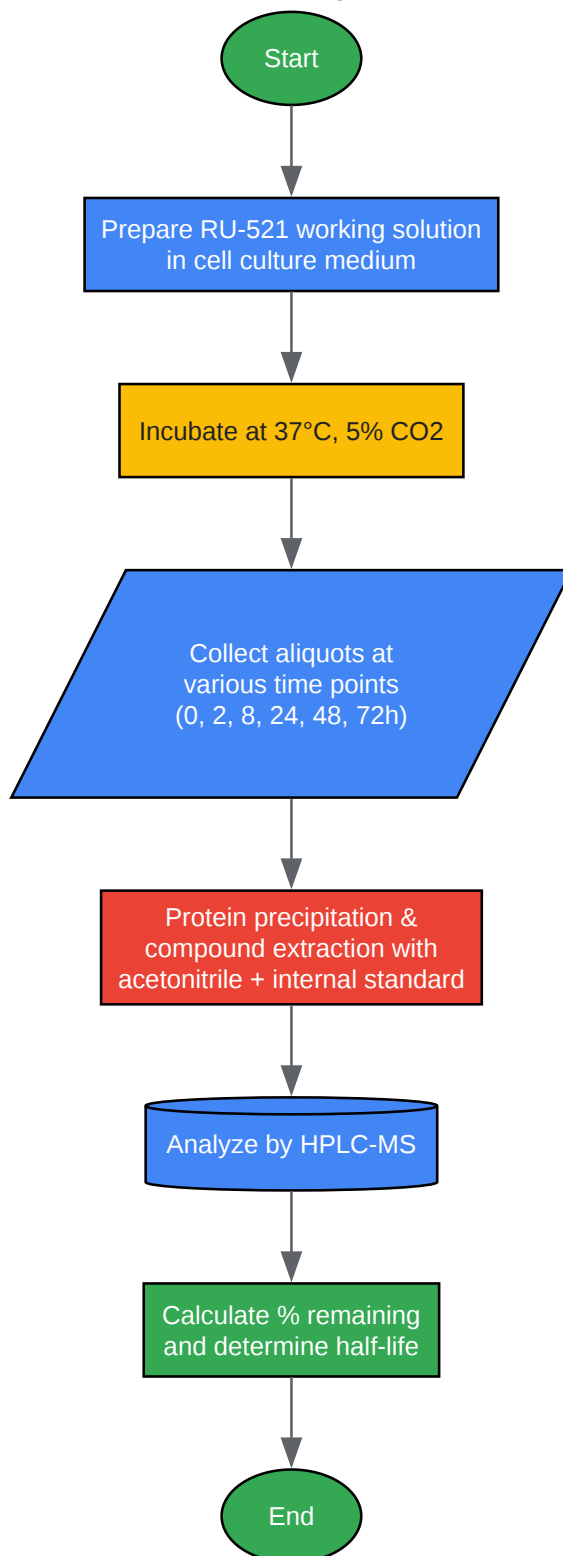 Start
Prepare RU-521 working solution
in cell culture medium
Incubate at 37°C, 5% CO2
Collect aliquots at
various time points
(0, 2, 8, 24, 48, 72h)
Protein precipitation &
compound extraction with
acetonitrile + internal standard
Analyze by HPLC-MS
Calculate % remaining
and determine half-life
End